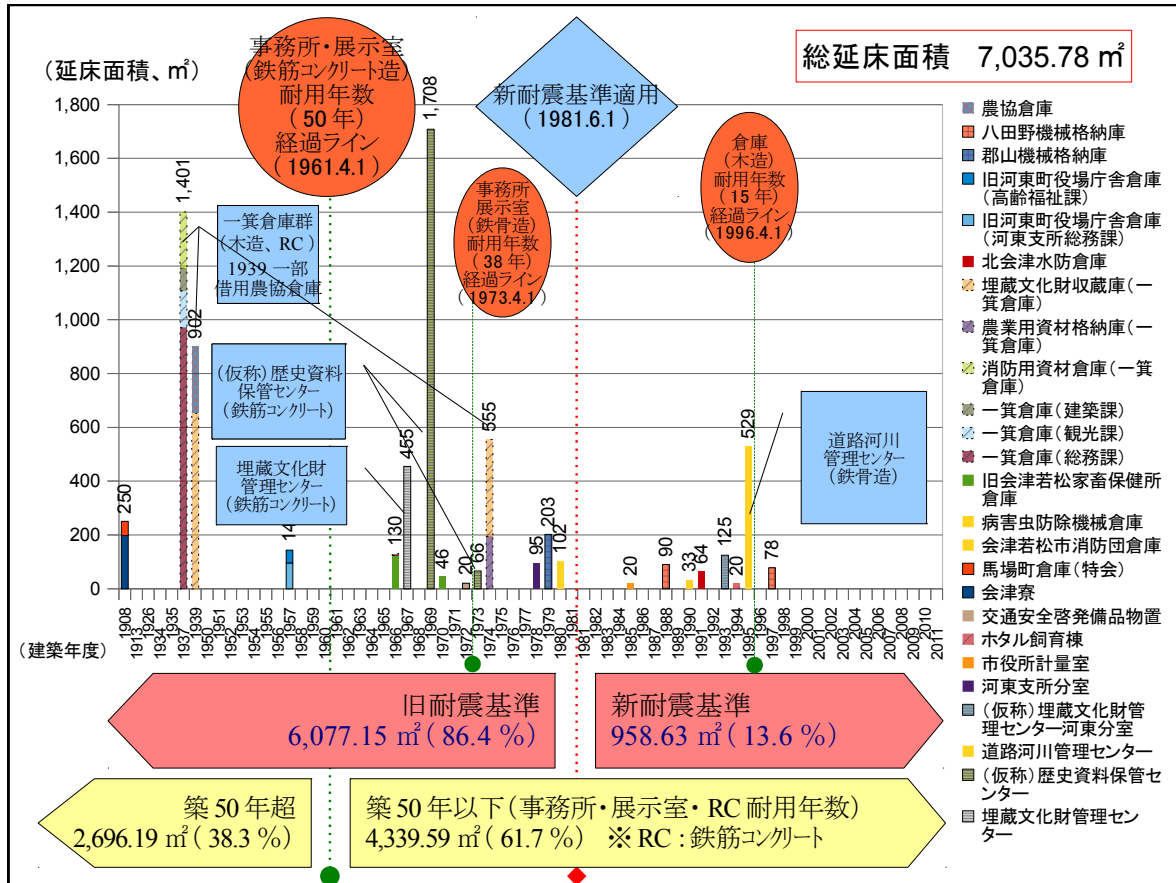 総延床面積 7,035.78 ㎡
(延床面積、㎡)
事務所・展示室
(鉄筋コンクリート造)
耐用年数
(50 年)
経過ライン
(1961.4.1)
新耐震基準適用
(1981.6.1)
事務所
展示室
(鉄骨造)
耐用年数
(38 年)
経過ライン
(1973.4.1)
倉庫
(木造)
耐用年数
(15 年)
経過ライン
(1996.4.1)
一箕倉庫群
(木造、RC)
1939 一部
借用農協倉庫
(仮称)歴史資料
保管センター
(鉄筋コンクリート)
埋蔵文化財
管理センター
(鉄筋コンクリート)
道路河川
管理センター
(鉄骨造)
1,800
1,600
1,400
1,200
1,000
800
600
400
200
0
250
1,401
902
14
130
455
1,708
46
20
66
555
95
203
102
20
90
33
64
125
20
529
78
(建築年度)
1908
1913
1926
1934
1935
1937
1939
1950
1951
1952
1953
1954
1955
1956
1957
1958
1959
1960
1961
1962
1963
1964
1965
1966
1967
1968
1969
1970
1971
1972
1973
1974
1975
1976
1977
1978
1979
1980
1981
1981
1982
1983
1984
1985
1986
1987
1988
1989
1990
1991
1992
1993
1994
1995
1996
1997
1998
1999
2000
2001
2002
2003
2004
2005
2006
2007
2008
2009
2010
2011
農協倉庫
八田野機械格納庫
郡山機械格納庫
旧河東町役場庁舎倉庫
(高齢福祉課)
旧河東町役場庁舎倉庫
(河東支所総務課)
北会津水防倉庫
埋蔵文化財収蔵庫(一
箕倉庫)
農業用資材格納庫(一
箕倉庫)
消防用資材倉庫(一箕
倉庫)
一箕倉庫(建築課)
一箕倉庫(観光課)
一箕倉庫(総務課)
旧会津若松家畜保健所
倉庫
病害虫防除機械倉庫
会津若松市消防団倉庫
馬場町倉庫(特会)
会津寮
交通安全啓発備品物置
ホタル飼育棟
市役所計量室
河東支所分室
(仮称)埋蔵文化財管
理センター河東分室
道路河川管理センター
(仮称)歴史資料保管セ
ンター
埋蔵文化財管理セン
ター
旧耐震基準
6,077.15 ㎡( 86.4 %)
新耐震基準
958.63 ㎡( 13.6 %)
築 50 年超
2,696.19 ㎡( 38.3 %)
築 50 年以下(事務所・展示室・RC 耐用年数)
4,339.59 ㎡( 61.7 %) ※ RC : 鉄筋コンクリート